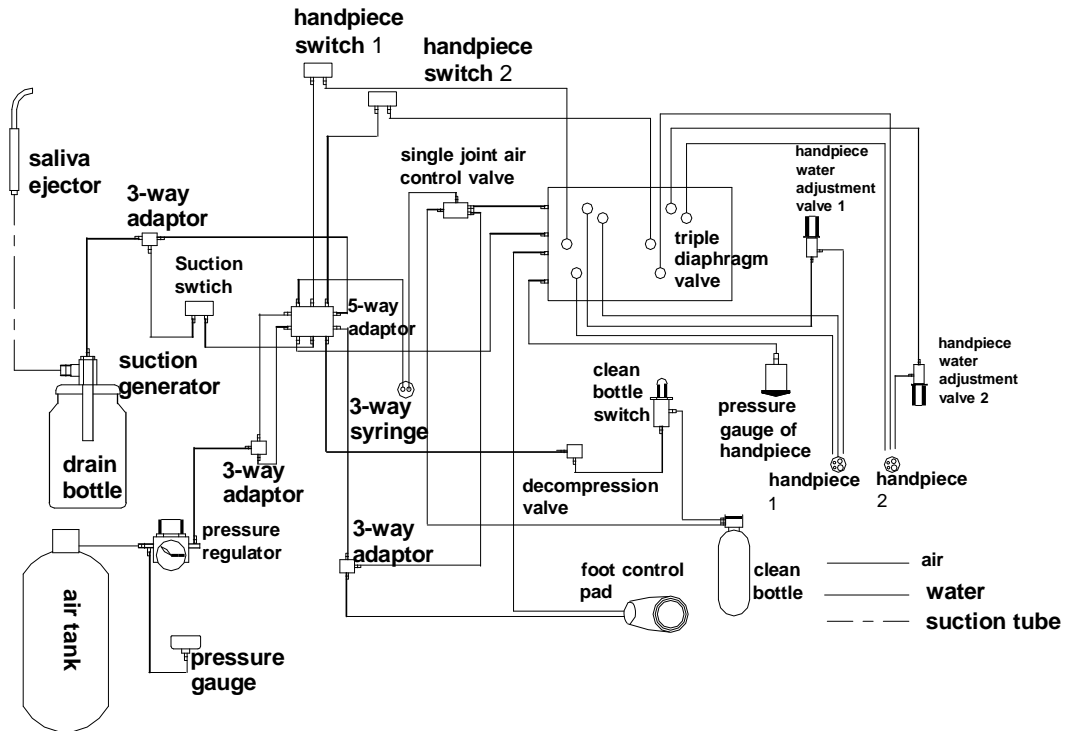 handpiece
switch 1
handpiece
switch 2
saliva
ejector
3-way
adaptor
single joint air
control valve
handpiece
water
adjustment
valve 1
triple
diaphragm
valve
Suction
swtich
5-way
adaptor
suction
generator
3-way
syringe
clean
bottle
switch
pressure
gauge of
handpiece
handpiece
water
adjustment
valve 2
drain
bottle
3-way
adaptor
decompression
valve
handpiece
1
handpiece
2
pressure
regulator
3-way
adaptor
foot control
pad
clean
bottle
air
water
suction tube
air tank
pressure
gauge